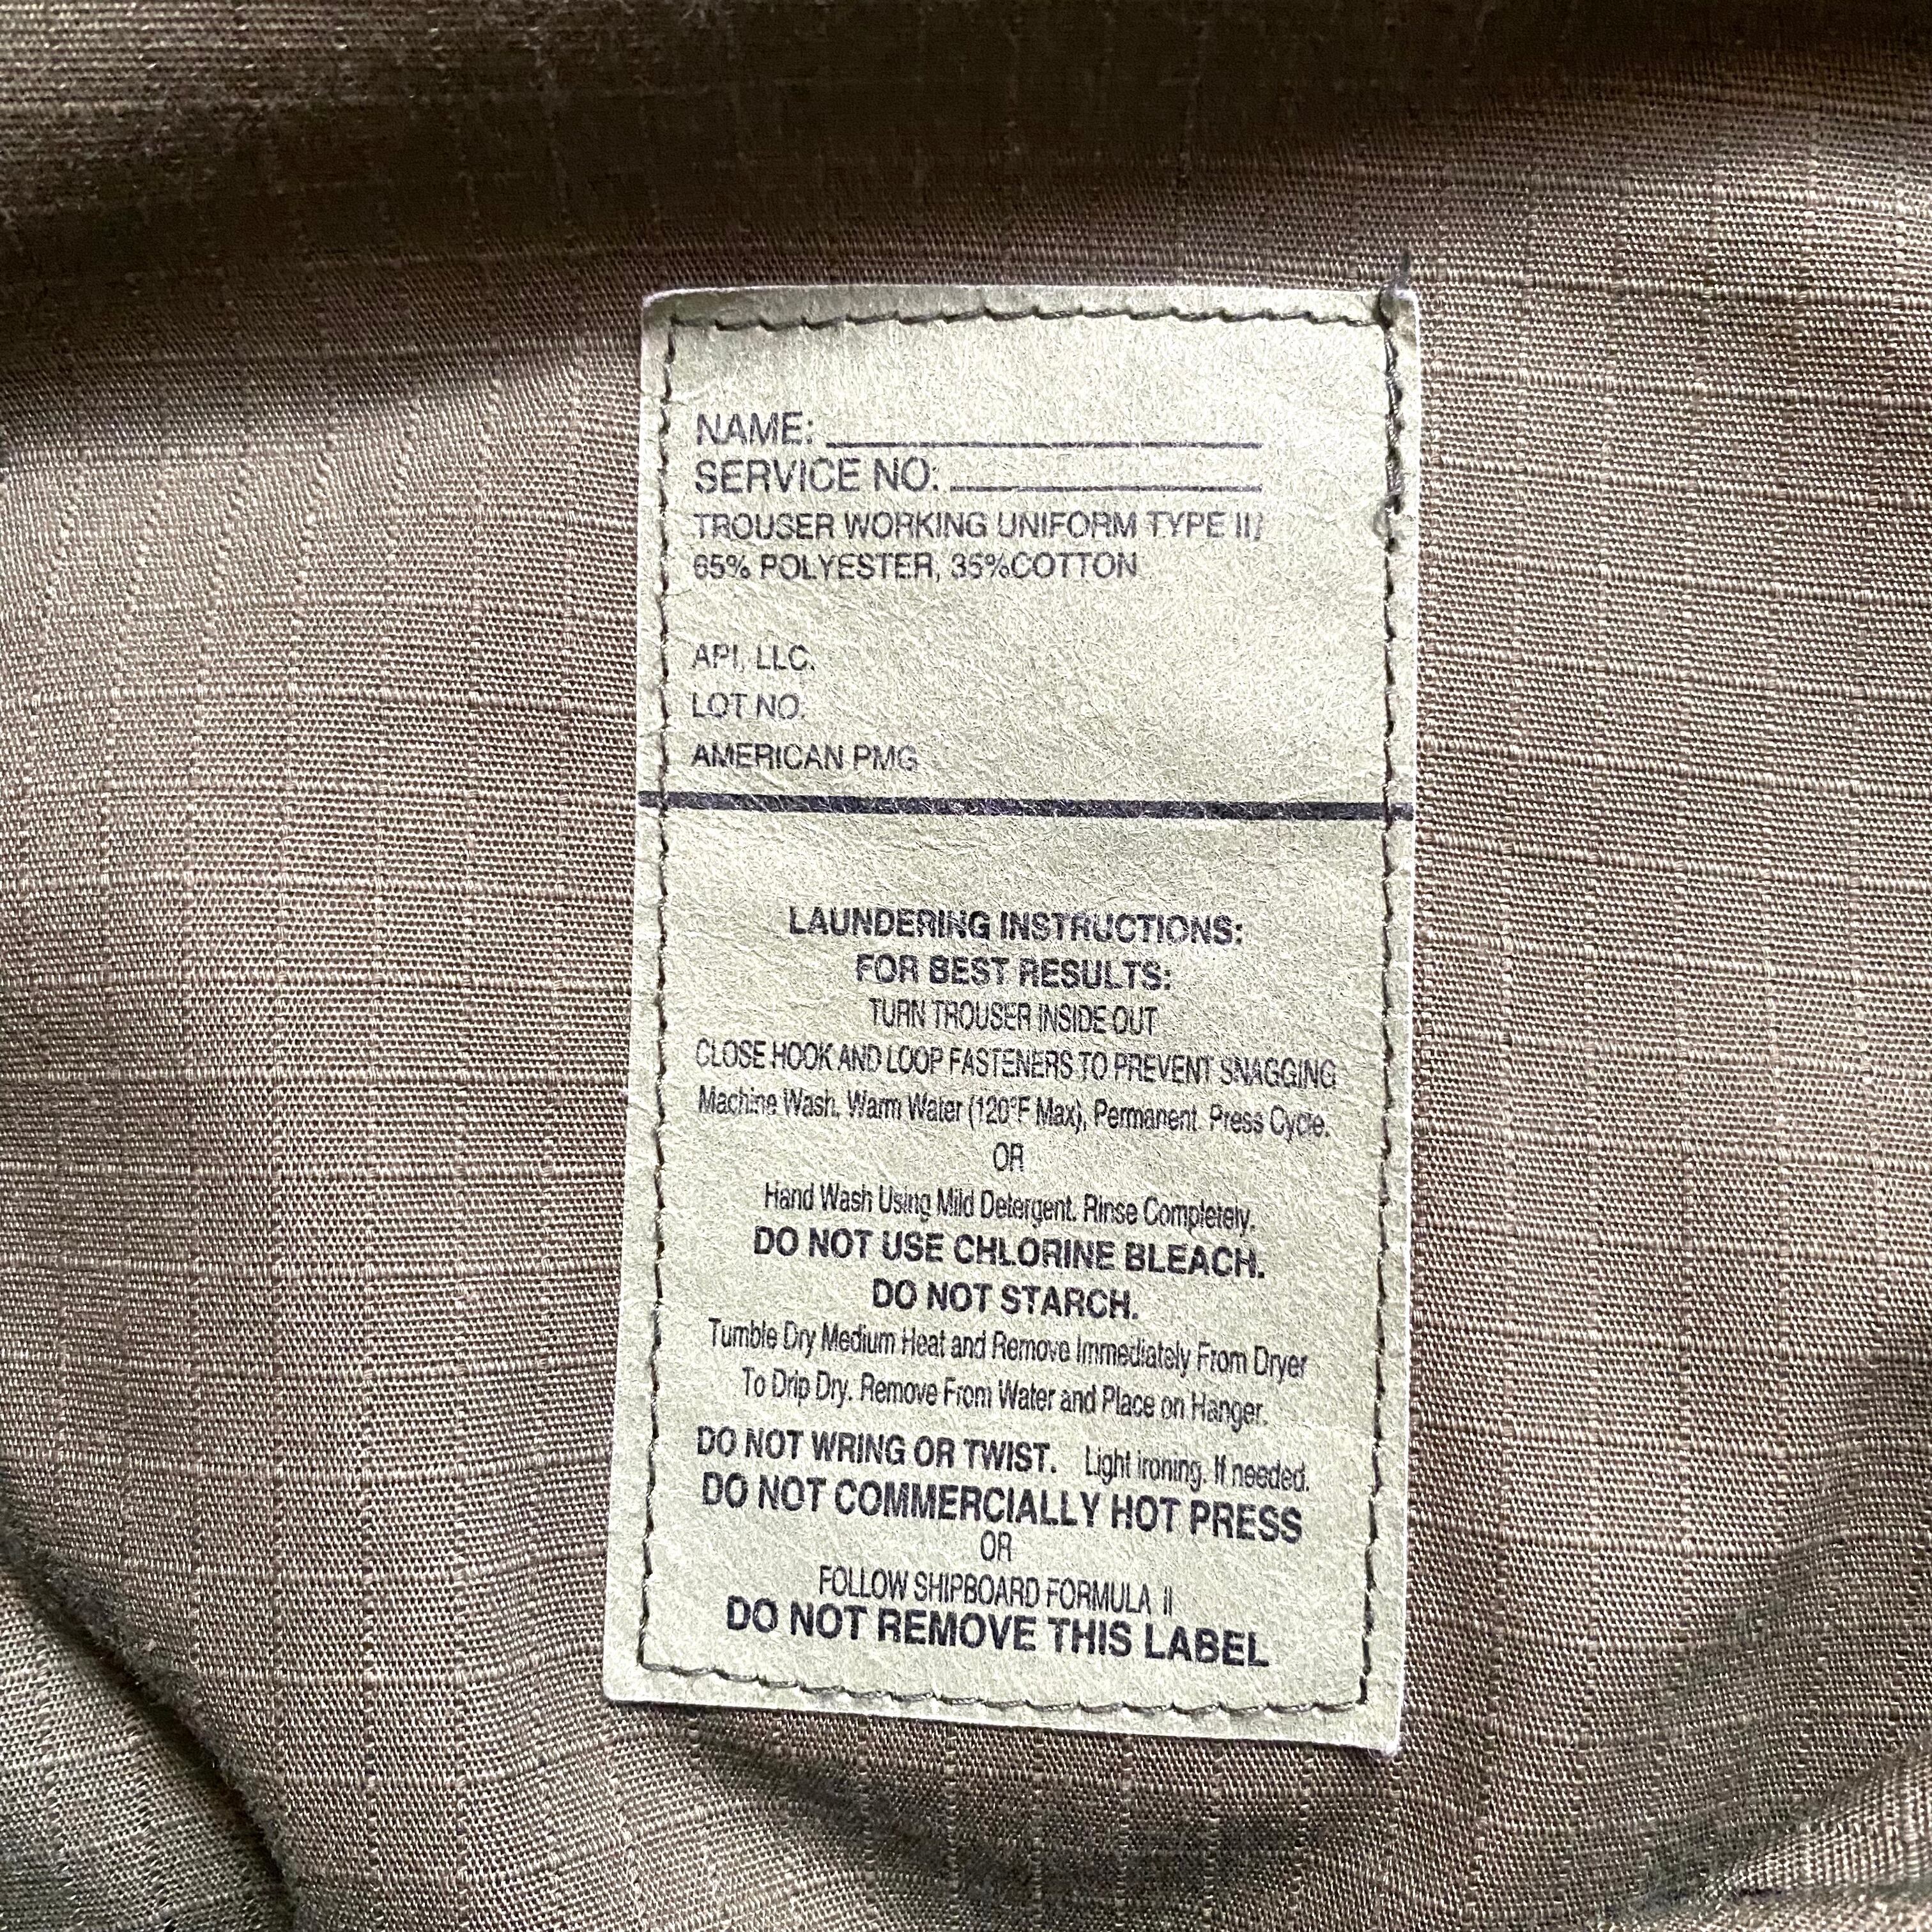 NAME:
SERVICE NO:
TROUSER WORKING UNIFORM TYPE III
65% POLYESTER, 35%COTTON
API, LLC.
LOT NO.
AMERICAN PMG
LAUNDERING INSTRUCTIONS:
FOR BEST RESULTS:
TURN TROUSER INSIDE OUT
CLOSE HOOK AND LOOP FASTENERS TO PREVENT SNAGGING
Machine Wash, Warm Water (120°F Max), Permanent Press Cycle.
OR
Hand Wash Using Mild Detergent. Rinse Completely.
DO NOT USE CHLORINE BLEACH.
DO NOT STARCH.
Tumble Dry Medium Heat and Remove Immediately From Dryer
To Drip Dry. Remove From Water and Place on Hanger.
DO NOT WRING OR TWIST. Light ironing. If needed.
DO NOT COMMERCIALLY HOT PRESS
OR
FOLLOW SHIPBOARD FORMULA II
DO NOT REMOVE THIS LABEL